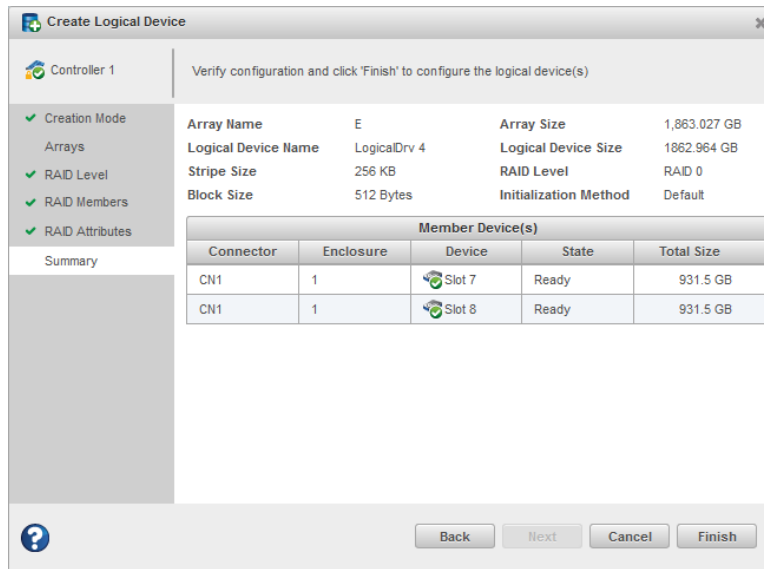 Create Logical Device
Controller 1
Verify configuration and click 'Finish' to configure the logical device(s)
Creation Mode
Arrays
RAID Level
RAID Members
RAID Attributes
Summary
Array Name E Array Size 1,863.027 GB
Logical Device Name LogicalDrv 4 Logical Device Size 1862.964 GB
Stripe Size 256 KB RAID Level RAID 0
Block Size 512 Bytes Initialization Method Default
Member Device(s)
Connector Enclosure Device State Total Size
CN1 1 Slot 7 Ready 931.5 GB
CN1 1 Slot 8 Ready 931.5 GB
? Back Next Cancel Finish